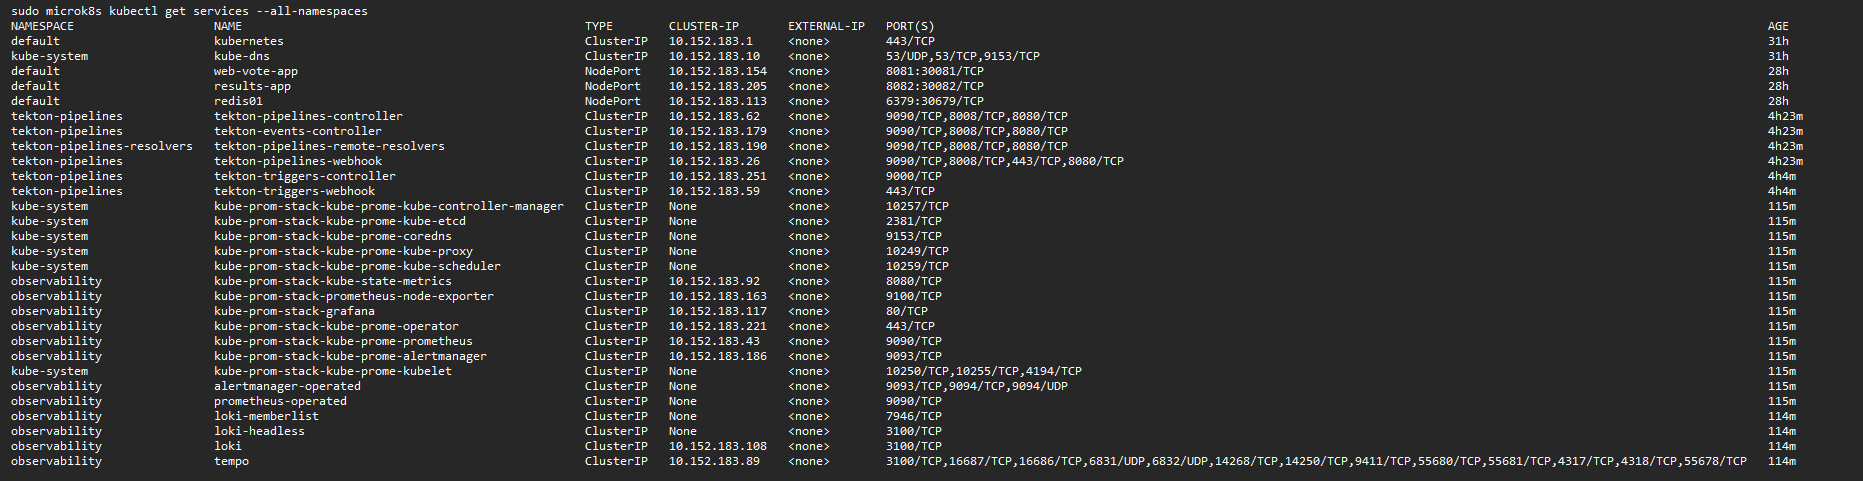 sudo microk8s kubectl get services --all-namespaces
NAMESPACE NAME TYPE CLUSTER-IP EXTERNAL-IP PORT(S) AGE
default kubernetes ClusterIP 10.152.183.1 <none> 443/TCP 31h
kube-system kube-dns ClusterIP 10.152.183.10 <none> 53/UDP,53/TCP,9153/TCP 31h
default web-vote-app NodePort 10.152.183.154 <none> 8081:30081/TCP 28h
default results-app NodePort 10.152.183.205 <none> 8082:30082/TCP 28h
default redis01 NodePort 10.152.183.113 <none> 6379:30679/TCP 28h
tekton-pipelines tekton-pipelines-controller ClusterIP 10.152.183.62 <none> 9090/TCP,8008/TCP,8080/TCP 4h23m
tekton-pipelines tekton-events-controller ClusterIP 10.152.183.179 <none> 9090/TCP,8008/TCP,8080/TCP 4h23m
tekton-pipelines-resolvers tekton-pipelines-remote-resolvers ClusterIP 10.152.183.190 <none> 9090/TCP,8008/TCP,8080/TCP 4h23m
tekton-pipelines tekton-pipelines-webhook ClusterIP 10.152.183.26 <none> 9090/TCP,8008/TCP,443/TCP,8080/TCP 4h23m
tekton-pipelines tekton-triggers-controller ClusterIP 10.152.183.251 <none> 9000/TCP 4h4m
tekton-pipelines tekton-triggers-webhook ClusterIP 10.152.183.59 <none> 443/TCP 4h4m
kube-system kube-prom-stack-kube-prome-kube-controller-manager ClusterIP None <none> 10257/TCP 115m
kube-system kube-prom-stack-kube-prome-kube-etcd ClusterIP None <none> 2381/TCP 115m
kube-system kube-prom-stack-kube-prome-coredns ClusterIP None <none> 9153/TCP 115m
kube-system kube-prom-stack-kube-prome-kube-proxy ClusterIP None <none> 10249/TCP 115m
kube-system kube-prom-stack-kube-prome-kube-scheduler ClusterIP None <none> 10259/TCP 115m
observability kube-prom-stack-kube-state-metrics ClusterIP 10.152.183.92 <none> 8080/TCP 115m
observability kube-prom-stack-prometheus-node-exporter ClusterIP 10.152.183.163 <none> 9100/TCP 115m
observability kube-prom-stack-grafana ClusterIP 10.152.183.117 <none> 80/TCP 115m
observability kube-prom-stack-kube-prome-operator ClusterIP 10.152.183.221 <none> 443/TCP 115m
observability kube-prom-stack-kube-prome-prometheus ClusterIP 10.152.183.43 <none> 9090/TCP 115m
observability kube-prom-stack-kube-prome-alertmanager ClusterIP 10.152.183.186 <none> 9093/TCP 115m
kube-system kube-prom-stack-kube-prome-kubelet ClusterIP None <none> 10250/TCP,10255/TCP,4194/TCP 115m
observability alertmanager-operated ClusterIP None <none> 9093/TCP,9094/TCP,9094/UDP 115m
observability prometheus-operated ClusterIP None <none> 9090/TCP 115m
observability loki-memberlist ClusterIP None <none> 7946/TCP 114m
observability loki-headless ClusterIP None <none> 3100/TCP 114m
observability loki ClusterIP 10.152.183.108 <none> 3100/TCP 114m
observability tempo ClusterIP 10.152.183.89 <none> 3100/TCP,16687/TCP,16686/TCP,6831/UDP,6832/UDP,14268/TCP,14250/TCP,9411/TCP,55680/TCP,55681/TCP,4317/TCP,4318/TCP,55678/TCP 114m